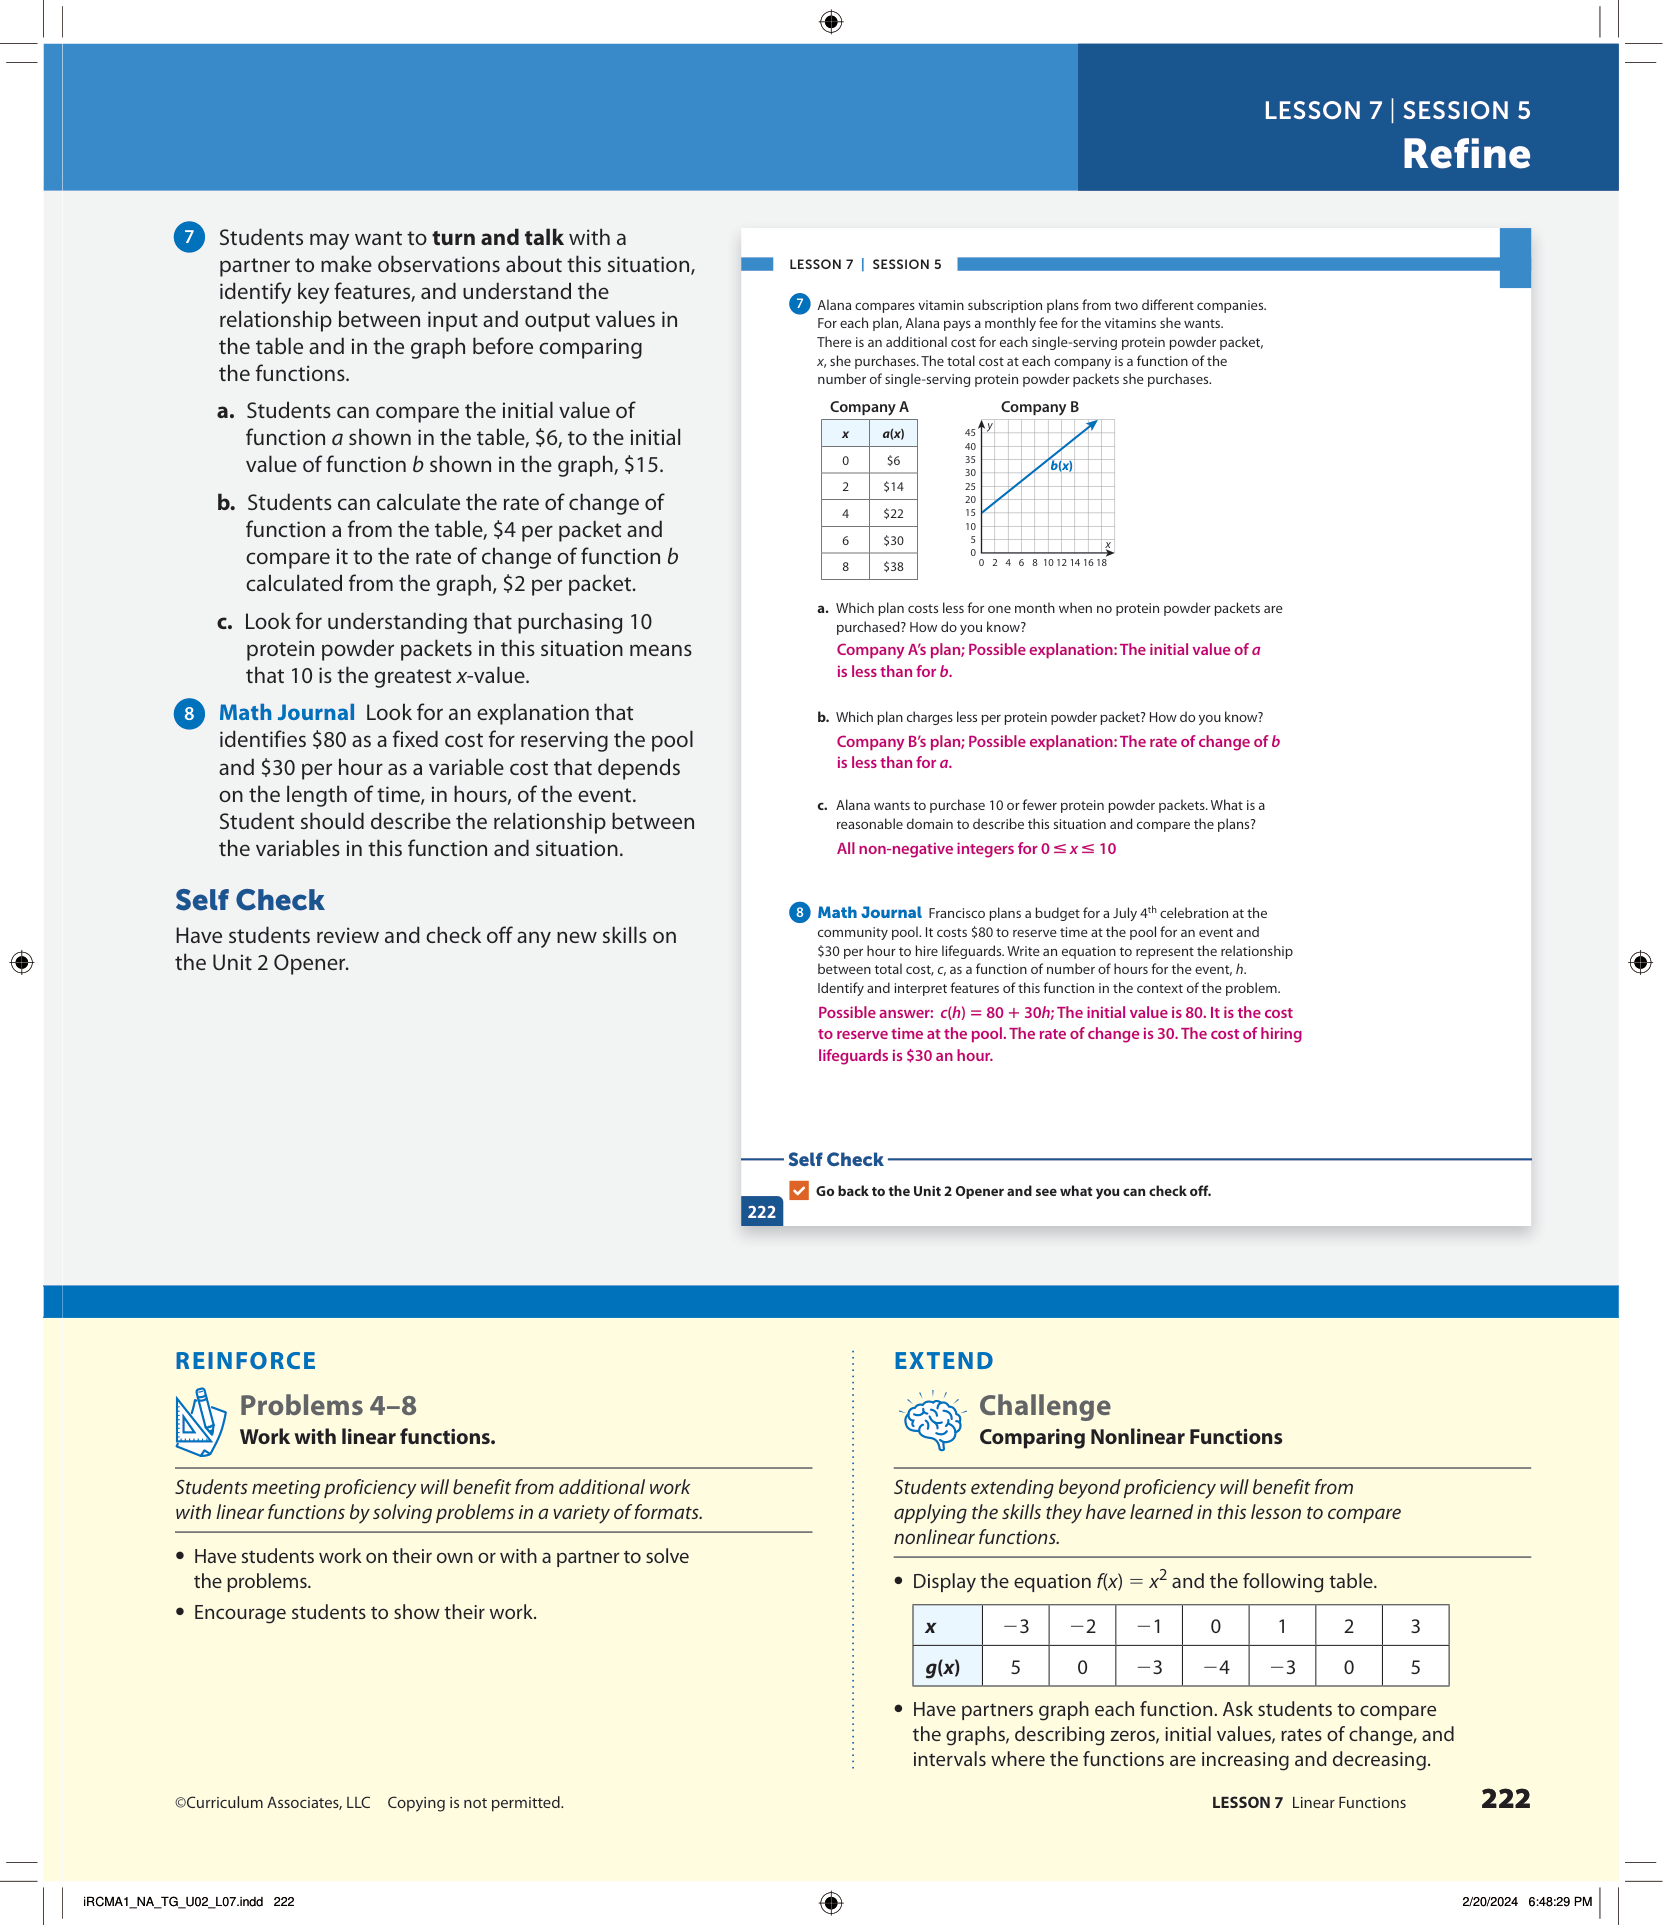 LESSON 7 | SESSION 5
Refine
7 Students may want to turn and talk with a
partner to make observations about this situation,
identify key features, and understand the
relationship between input and output values in
the table and in the graph before comparing
the functions.
a. Students can compare the initial value of
function a shown in the table, $6, to the initial
value of function b shown in the graph, $15.
b. Students can calculate the rate of change of
function a from the table, $4 per packet and
compare it to the rate of change of function b
calculated from the graph, $2 per packet.
c. Look for understanding that purchasing 10
protein powder packets in this situation means
that 10 is the greatest x-value.
8 Math Journal Look for an explanation that
identifies $80 as a fixed cost for reserving the pool
and $30 per hour as a variable cost that depends
on the length of time, in hours, of the event.
Student should describe the relationship between
the variables in this function and situation.
Self Check
Have students review and check off any new skills on
the Unit 2 Opener.
LESSON 7 | SESSION 5
7 Alana compares vitamin subscription plans from two different companies.
For each plan, Alana pays a monthly fee for the vitamins she wants.
There is an additional cost for each single-serving protein powder packet,
x, she purchases. The total cost at each company is a function of the
number of single-serving protein powder packets she purchases.
Company A
x a(x)
0 $6
2 $14
4 $22
6 $30
8 $38
Company B
y
45
40
35
30
25
20
15
10
5
0
b(x)
x
0 2 4 6 8 10 12 14 16 18
a. Which plan costs less for one month when no protein powder packets are
purchased? How do you know?
Company A's plan; Possible explanation: The initial value of a
is less than for b.
b. Which plan charges less per protein powder packet? How do you know?
Company B's plan; Possible explanation: The rate of change of b
is less than for a.
c. Alana wants to purchase 10 or fewer protein powder packets. What is a
reasonable domain to describe this situation and compare the plans?
All non-negative integers for 0 ≤ x ≤ 10
8 Math Journal Francisco plans a budget for a July 4th celebration at the
community pool. It costs $80 to reserve time at the pool for an event and
$30 per hour to hire lifeguards. Write an equation to represent the relationship
between total cost, c, as a function of number of hours for the event, h.
Identify and interpret features of this function in the context of the problem.
Possible answer: c(h) = 80 + 30h; The initial value is 80. It is the cost
to reserve time at the pool. The rate of change is 30. The cost of hiring
lifeguards is $30 an hour.
Self Check
Go back to the Unit 2 Opener and see what you can check off.
222
REINFORCE
Problems 4–8
Work with linear functions.
Students meeting proficiency will benefit from additional work
with linear functions by solving problems in a variety of formats.
• Have students work on their own or with a partner to solve
the problems.
• Encourage students to show their work.
EXTEND
Challenge
Comparing Nonlinear Functions
Students extending beyond proficiency will benefit from
applying the skills they have learned in this lesson to compare
nonlinear functions.
• Display the equation f(x) = x² and the following table.
x −3 −2 −1 0 1 2 3
g(x) 5 0 −3 −4 −3 0 5
• Have partners graph each function. Ask students to compare
the graphs, describing zeros, initial values, rates of change, and
intervals where the functions are increasing and decreasing.
©Curriculum Associates, LLC Copying is not permitted.
LESSON 7 Linear Functions 222
iRCMA1_NA_TG_U02_L07.indd 222
2/20/2024 6:48:29 PM